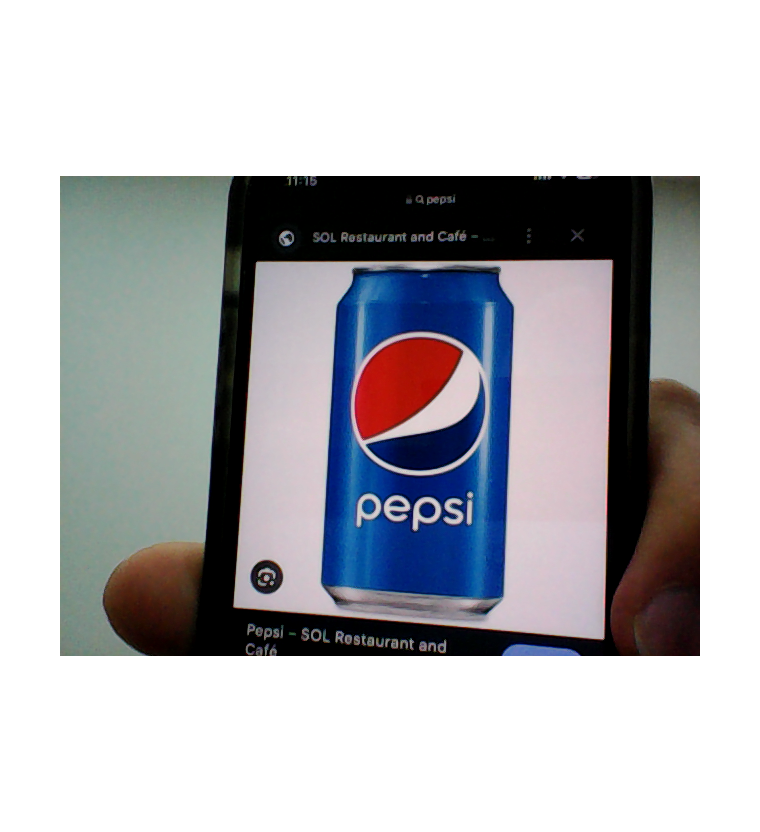 11:15
pepsi
SOL Restaurant and Café - ...
pepsi
Pepsi - SOL Restaurant and
Café